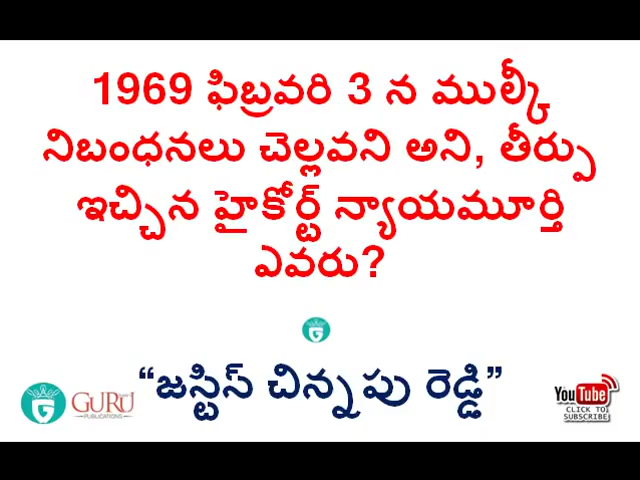 1969 ఫిబ్రవరి 3 న ముల్కీ
నిబంధనలు చెల్లవని అని, తీర్పు
ఇచ్చిన హైకోర్ట్ న్యాయమూర్తి
ఎవరు?
“జస్టిస్ చిన్నపు రెడ్డి”
G GURU
PUBLICATIONS
YouTube
CLICK TO
SUBSCRIBE